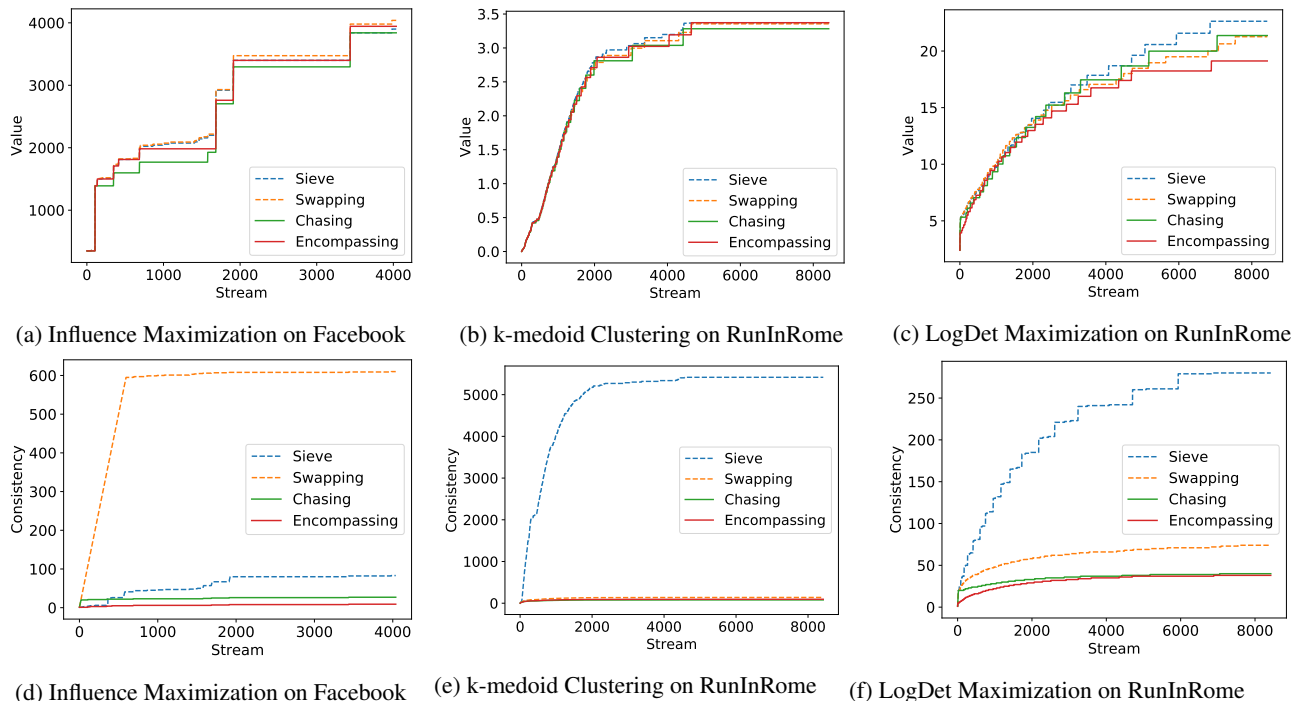 4000
3000
2000
1000
Value
0
1000
2000
3000
4000
Stream
Sieve
Swapping
Chasing
Encompassing
(a) Influence Maximization on Facebook
3.5
3.0
2.5
2.0
1.5
1.0
0.5
0.0
Value
0
2000
4000
6000
8000
Stream
Sieve
Swapping
Chasing
Encompassing
(b) k-medoid Clustering on RunInRome
20
15
10
5
Value
0
2000
4000
6000
8000
Stream
Sieve
Swapping
Chasing
Encompassing
(c) LogDet Maximization on RunInRome
600
500
400
300
200
100
0
Consistency
0
1000
2000
3000
4000
Stream
Sieve
Swapping
Chasing
Encompassing
(d) Influence Maximization on Facebook
5000
4000
3000
2000
1000
0
Consistency
0
2000
4000
6000
8000
Stream
Sieve
Swapping
Chasing
Encompassing
(e) k-medoid Clustering on RunInRome
250
200
150
100
50
0
Consistency
0
2000
4000
6000
8000
Stream
Sieve
Swapping
Chasing
Encompassing
(f) LogDet Maximization on RunInRome